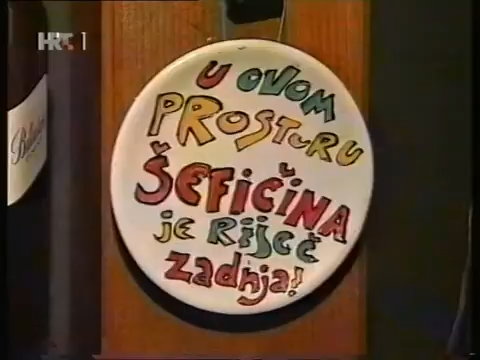 HRT 1
U OVOM
PROSTORU
ŠEFIČINA
je RiJEČ
ZADNJA!